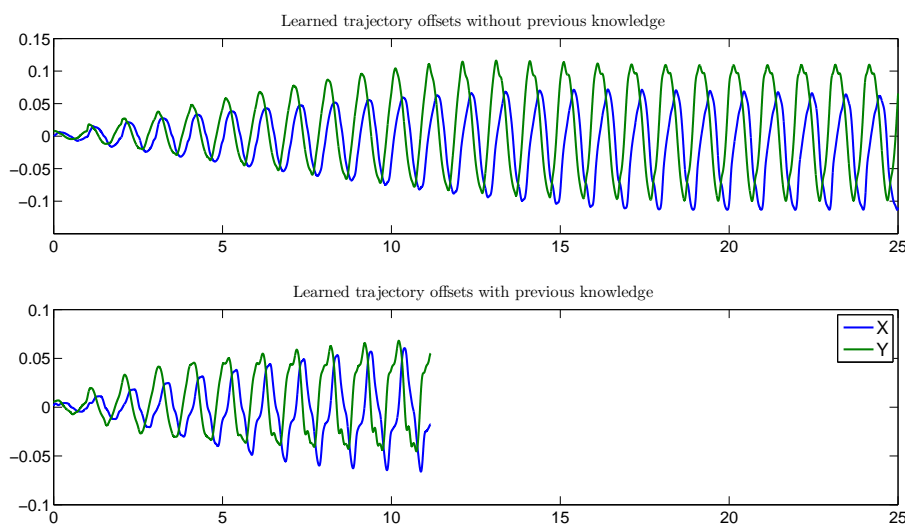 Learned trajectory offsets without previous knowledge
0.15
0.1
0.05
0
−0.05
−0.1
0 5 10 15 20 25
Learned trajectory offsets with previous knowledge
0.1
0.05
0
−0.05
−0.1
0 5 10 15 20 25
X
Y